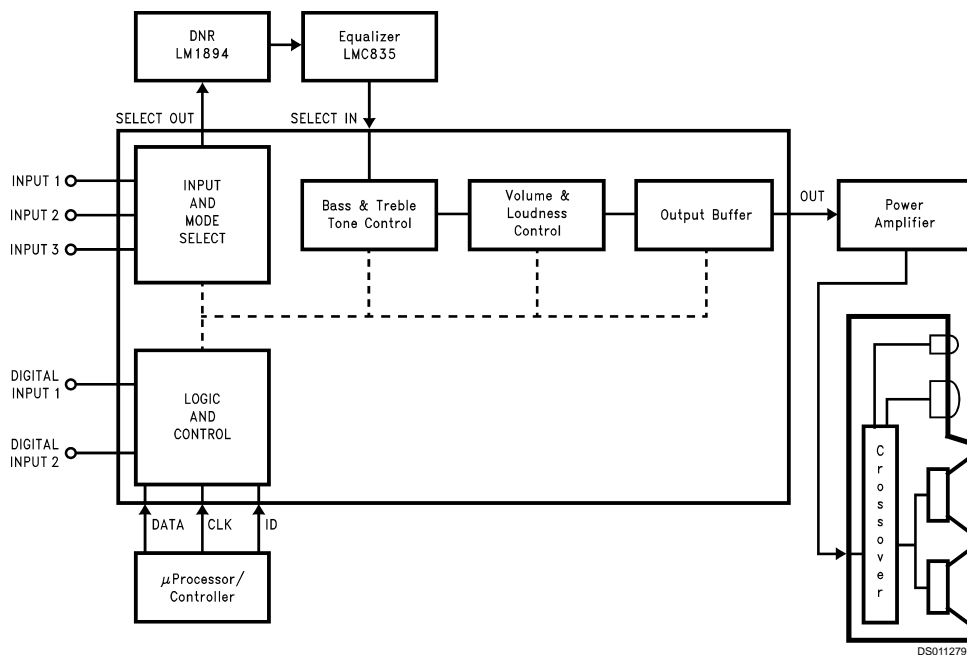 DNR
LM1894
Equalizer
LMC835
SELECT OUT
SELECT IN
INPUT 1
INPUT 2
INPUT 3
INPUT
AND
MODE
SELECT
Bass & Treble
Tone Control
Volume &
Loudness
Control
Output Buffer
OUT
Power
Amplifier
DIGITAL
INPUT 1
DIGITAL
INPUT 2
LOGIC
AND
CONTROL
DATA
CLK
ID
μProcessor/
Controller
Crossover
DS011279